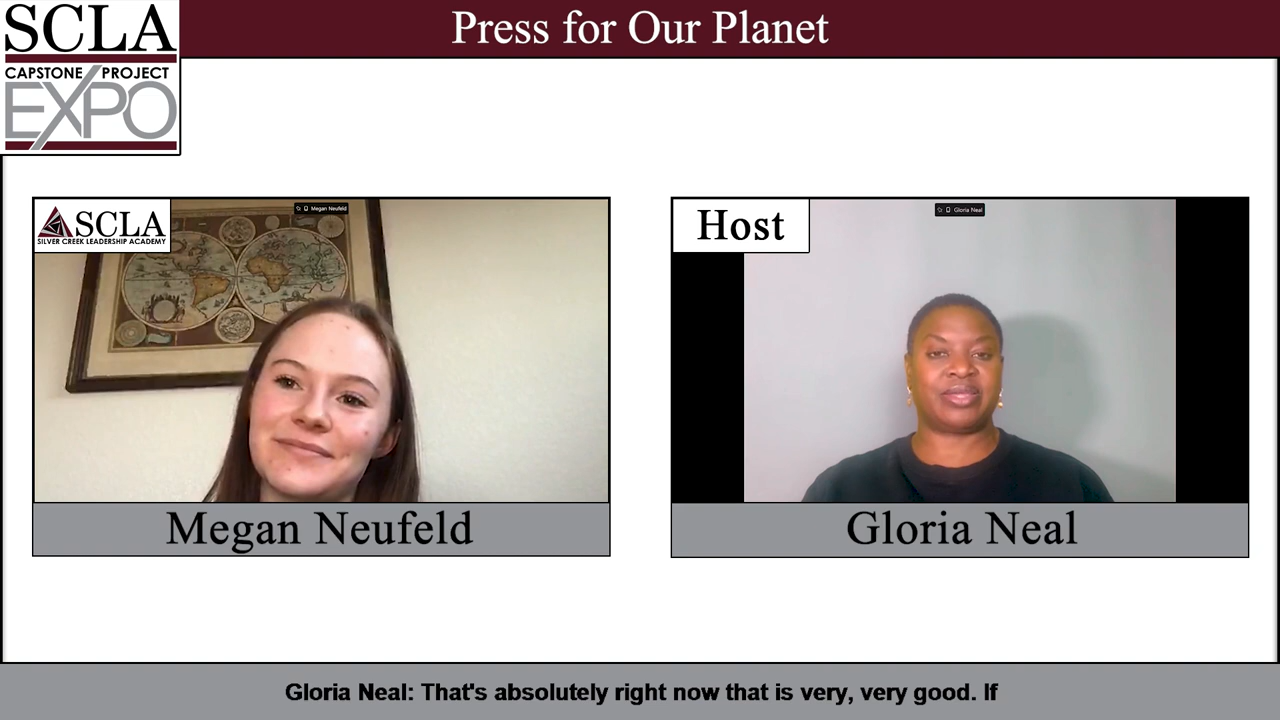 Press for Our Planet
SCLA
CAPSTONE PROJECT
EXPO
SCLA
SILVER CREEK LEADERSHIP ACADEMY
Megan Neufeld
Host
Gloria Neal
Megan Neufeld
Gloria Neal
Gloria Neal: That's absolutely right now that is very, very good. If